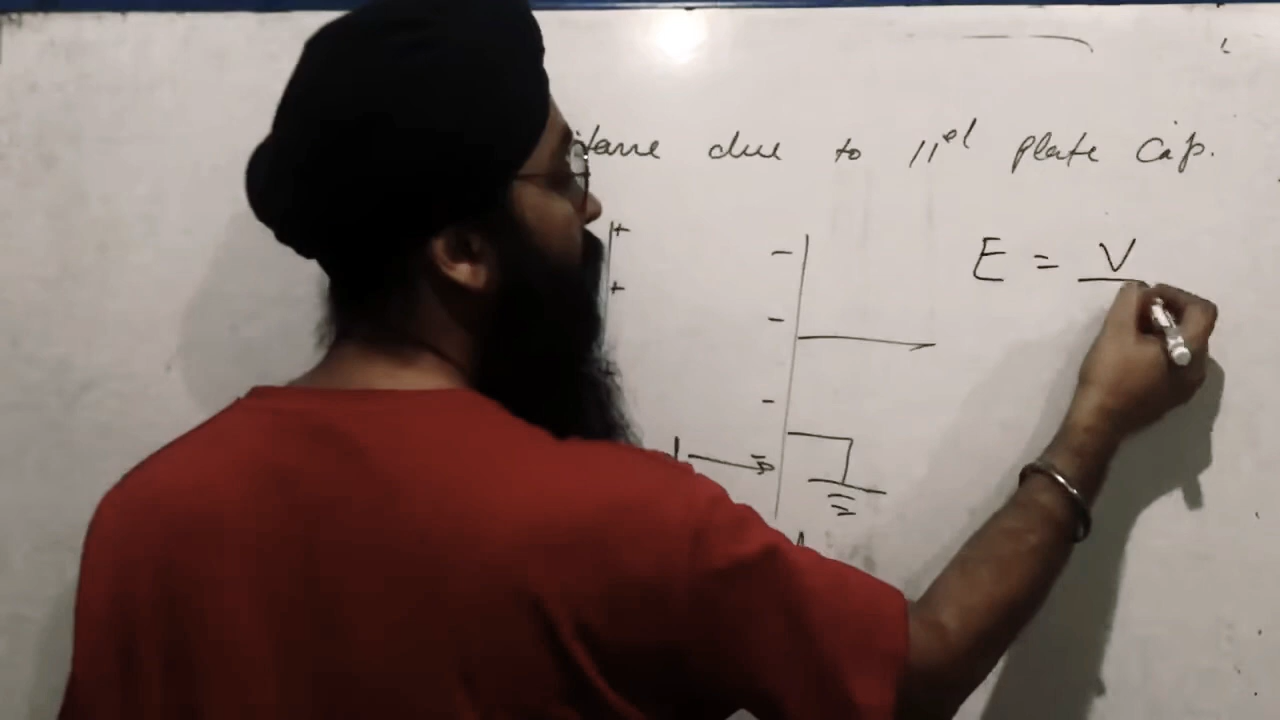 due to 11el plate Cap.
+ -
E = V
+
-
-
d